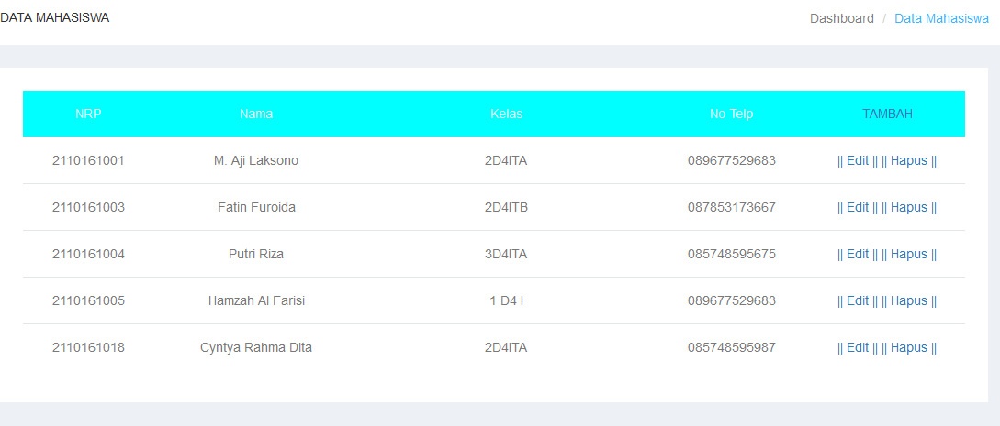 DATA MAHASISWA Dashboard / Data Mahasiswa
NRP Nama Kelas No Telp TAMBAH
2110161001 M. Aji Laksono 2D4ITA 089677529683 || Edit || || Hapus ||
2110161003 Fatin Furoida 2D4ITB 087853173667 || Edit || || Hapus ||
2110161004 Putri Riza 3D4ITA 085748595675 || Edit || || Hapus ||
2110161005 Hamzah Al Farisi 1 D4 I 089677529683 || Edit || || Hapus ||
2110161018 Cyntya Rahma Dita 2D4ITA 085748595987 || Edit || || Hapus ||